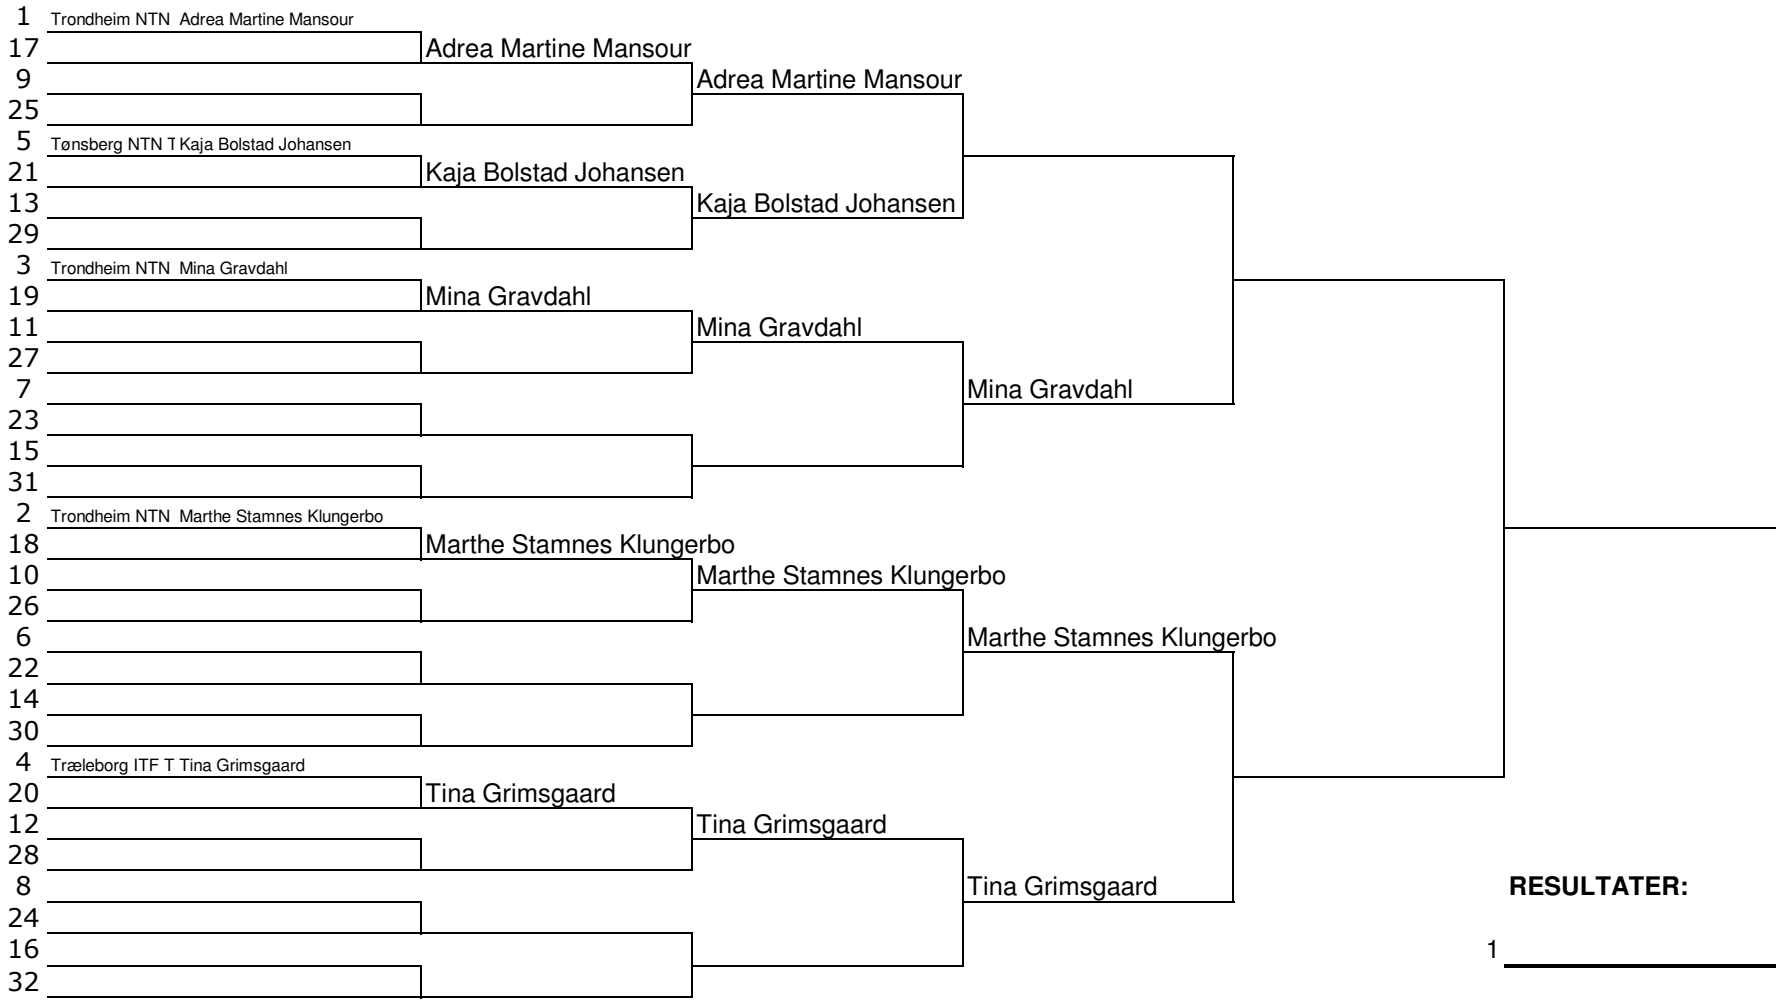 1 Trondheim NTN Adrea Martine Mansour
17 Adrea Martine Mansour
9 Adrea Martine Mansour
25
5 Tønsberg NTN T Kaja Bolstad Johansen
21 Kaja Bolstad Johansen
13 Kaja Bolstad Johansen
29
3 Trondheim NTN Mina Gravdahl
19 Mina Gravdahl
11 Mina Gravdahl
27
7 Mina Gravdahl
23
15
31
2 Trondheim NTN Marthe Stamnes Klungerbo
18 Marthe Stamnes Klungerbo
10 Marthe Stamnes Klungerbo
26
6 Marthe Stamnes Klungerbo
22
14
30
4 Træleborg ITF T Tina Grimsgaard
20 Tina Grimsgaard
12 Tina Grimsgaard
28
8 Tina Grimsgaard RESULTATER:
24
16 1
32